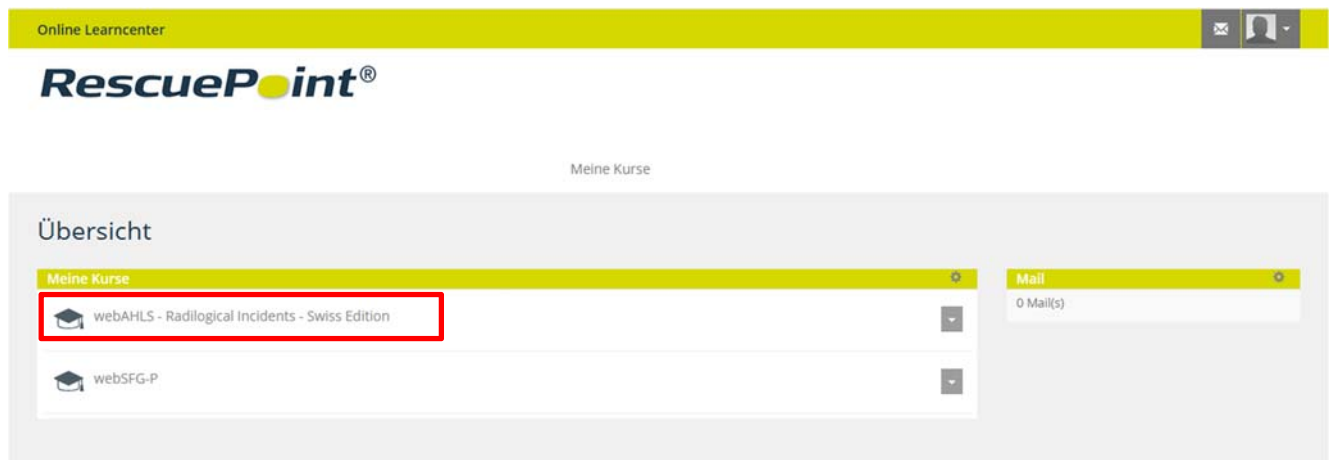 Online Learncenter
RescuePoint®
Meine Kurse
Übersicht
Meine Kurse
webAHLS - Radilogical Incidents - Swiss Edition
webSFG-P
Mail
0 Mail(s)